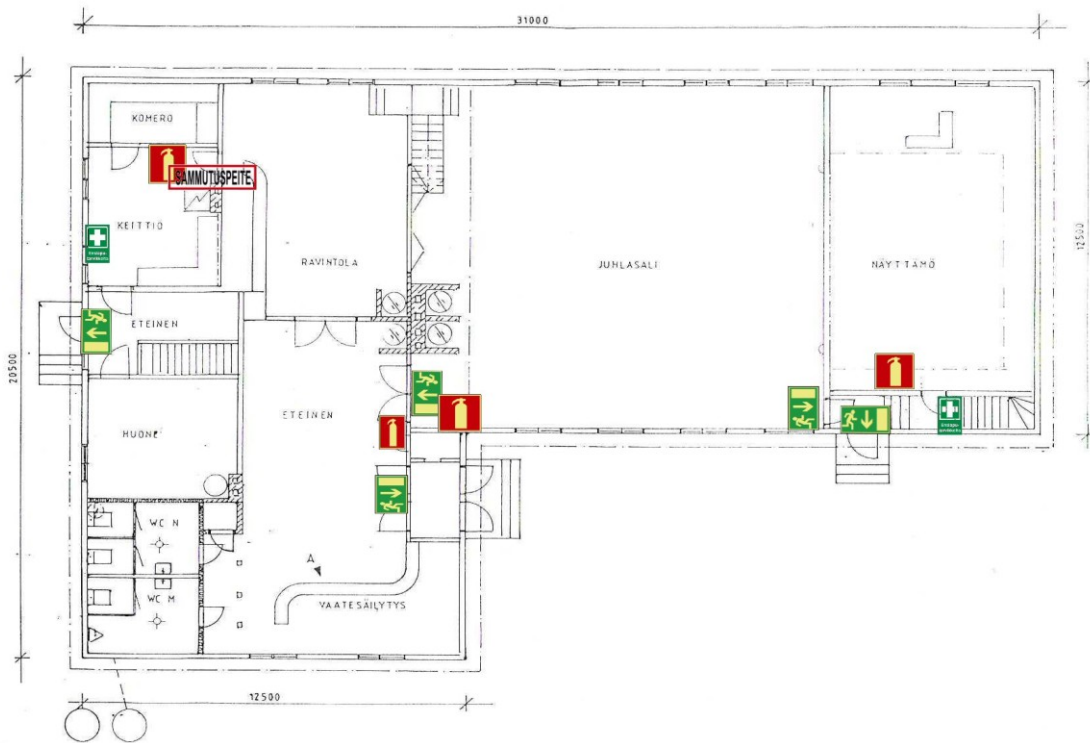 31000
KOMERO
SAMMUTUSPEITE
KEITTIÖ
RAVINTOLA
JUHLASALI
NÄYTTÄMÖ
12500
ETEINEN
20500
ETEINEN
HUONE
WC N
A
WC M
VAATESÄILYTYS
12500